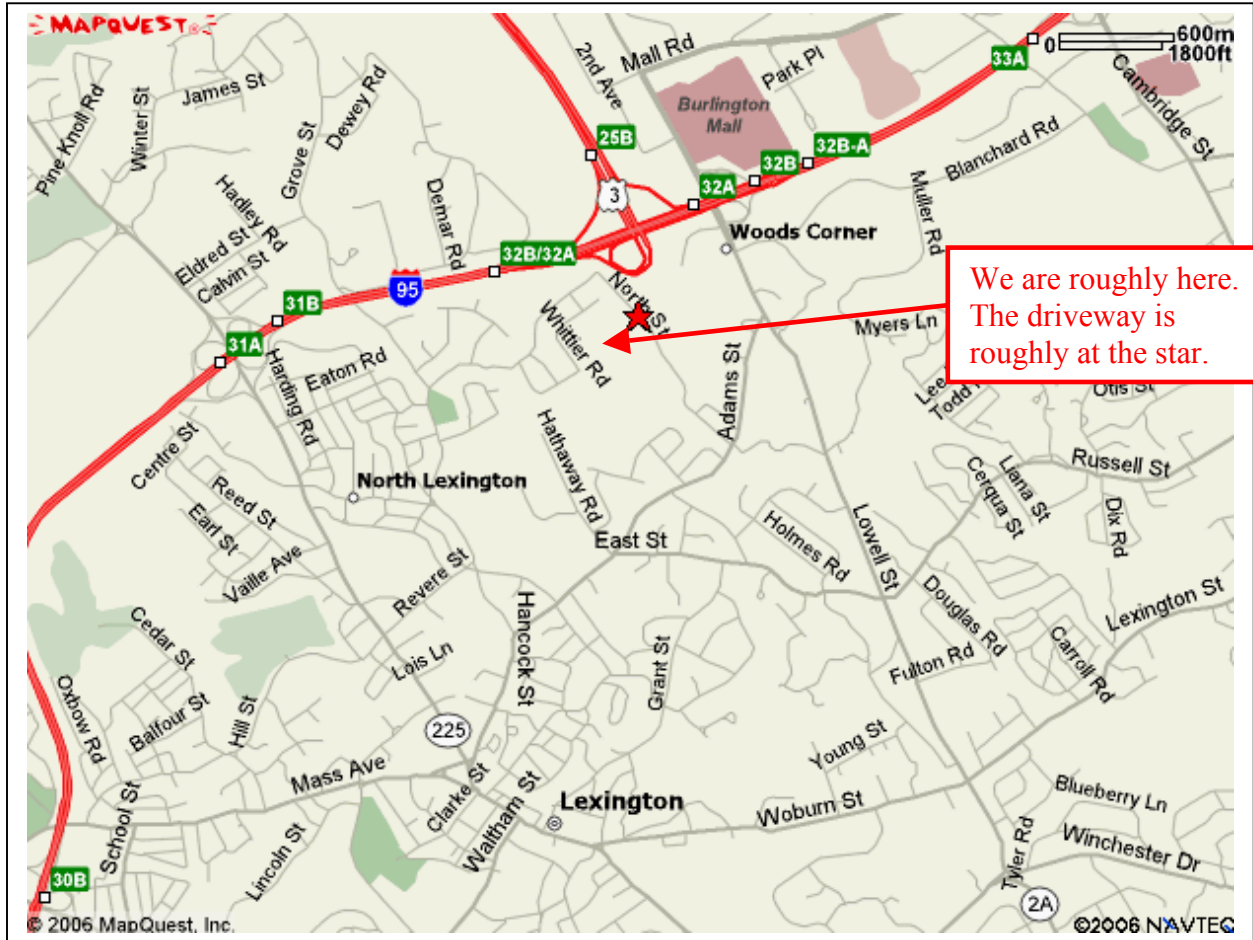 MAPQUEST
600m
0
1800ft
Mall Rd
2nd Ave
Park Pl
33A
Cambridge St
James St
Dewey Rd
Winter St
Pine Knoll Rd
Grove St
Burlington
Mall
25B
32B-A
Blanchard Rd
32B
32A
3
Muller Rd
Hadley Rd
Demar Rd
Woods Corner
Eldred St
Calvin St
32B/32A
95
North St
We are roughly here.
The driveway is
roughly at the star.
31B
31A
Whittier Rd
Myers Ln
Harding Rd
Eaton Rd
Adams St
Lee
Todd
Otis St
Centre St
Hathaway Rd
North Lexington
Russell St
Liana St
Cerqua St
Reed St
Earl St
Dix Rd
East St
Holmes Rd
Lowell St
Vaille Ave
Revere St
Hancock St
Douglas Rd
Lexington St
Cedar St
Lois Ln
Grant St
Fulton Rd
Carroll Rd
Oxbow Rd
Balfour St
Hill St
225
Young St
Mass Ave
Clarke St
Waltham St
Lexington
Woburn St
Blueberry Ln
School St
Lincoln St
Tyler Rd
Winchester Dr
30B
2A
© 2006 MapQuest, Inc.
©2006 NAVTEQ